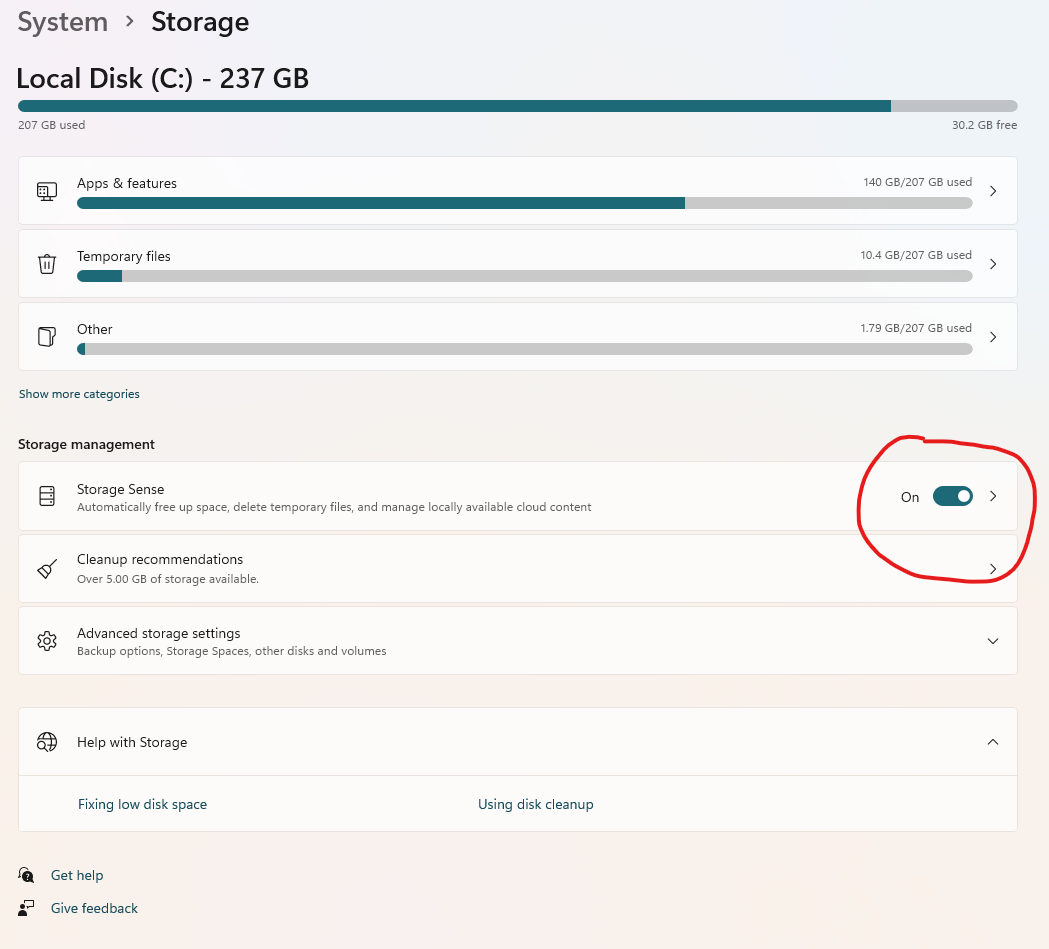 System > Storage
Local Disk (C:) - 237 GB
207 GB used 30.2 GB free
Apps & features 140 GB/207 GB used
Temporary files 10.4 GB/207 GB used
Other 1.79 GB/207 GB used
Show more categories
Storage management
Storage Sense
Automatically free up space, delete temporary files, and manage locally available cloud content
On
Cleanup recommendations
Over 5.00 GB of storage available.
Advanced storage settings
Backup options, Storage Spaces, other disks and volumes
Help with Storage
Fixing low disk space Using disk cleanup
Get help
Give feedback